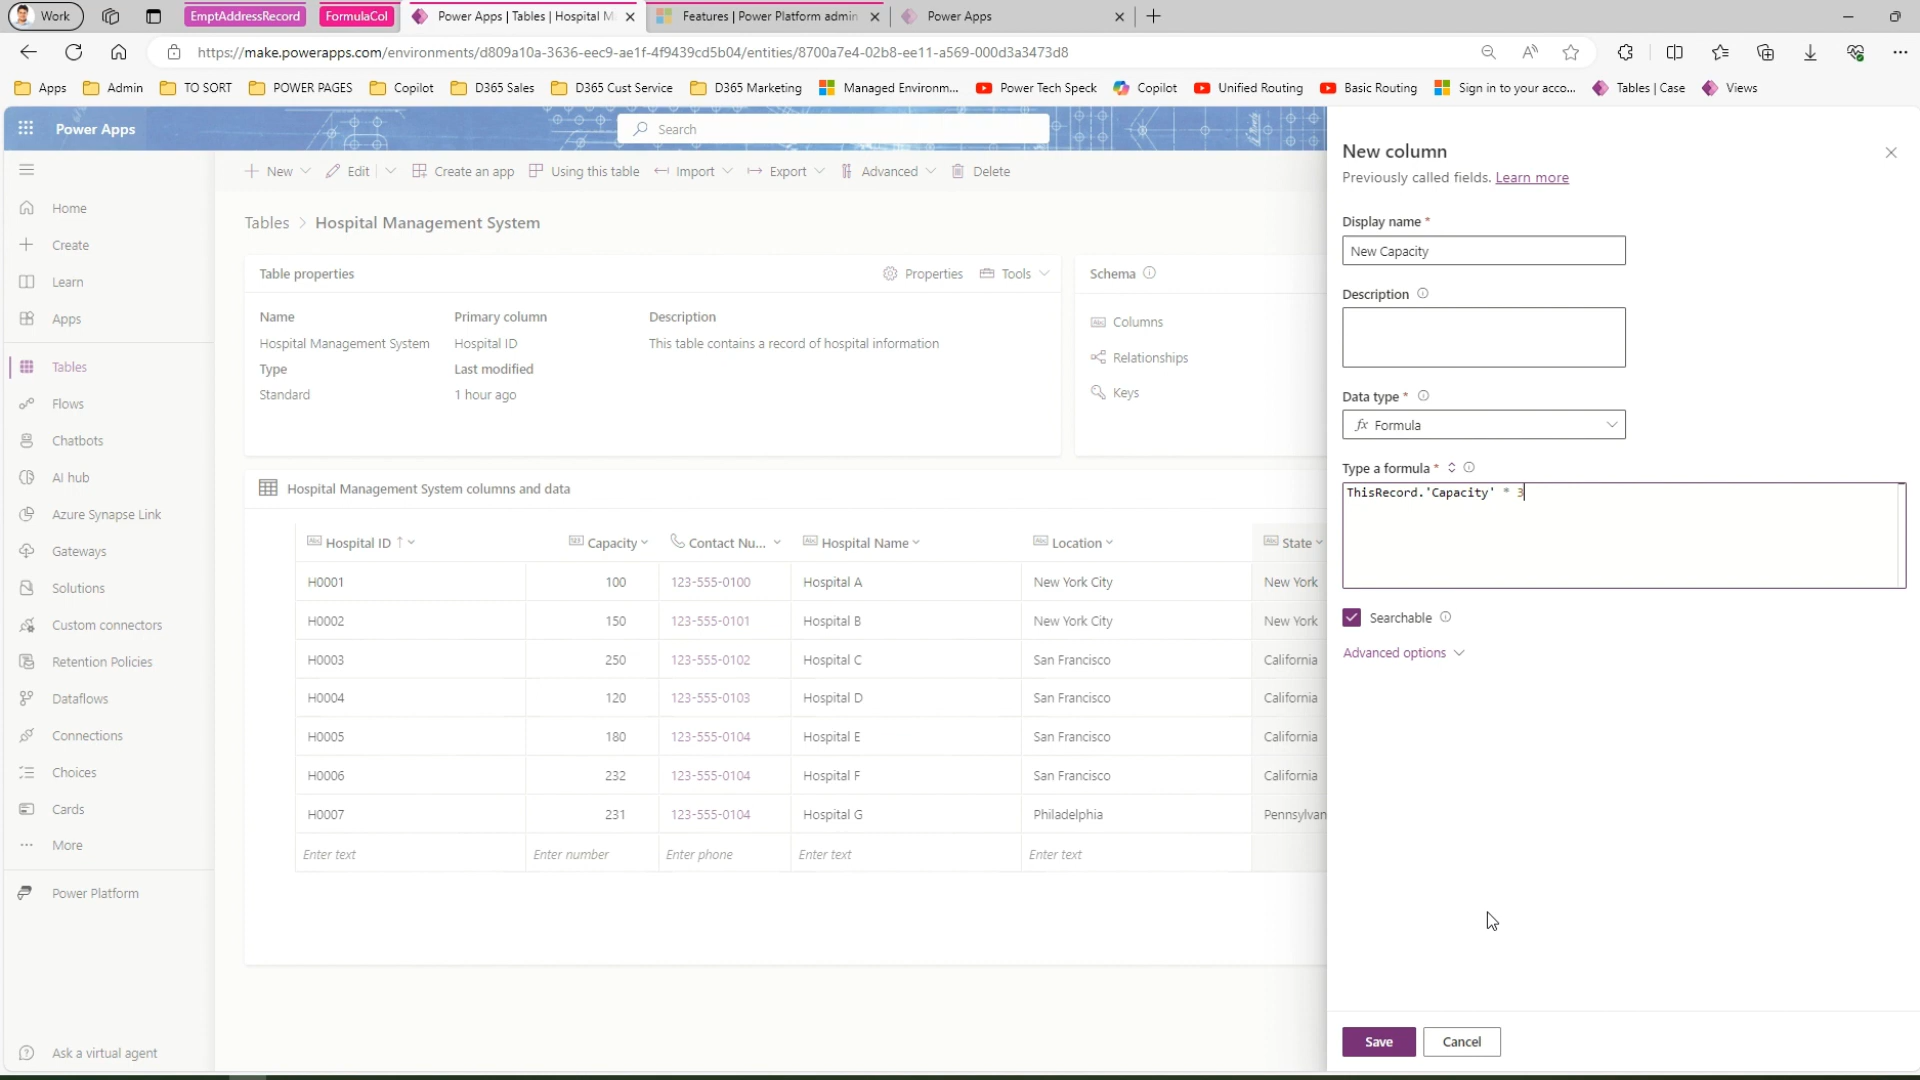 Work
EmptAddressRecord
FormulaCol
Power Apps | Tables | Hospital M
Features | Power Platform admin
Power Apps
https://make.powerapps.com/environments/d809a10a-3636-eec9-ae1f-4f9439cd5b04/entities/8700a7e4-02b8-ee11-a569-000d3a3473d8
Apps
Admin
TO SORT
POWER PAGES
Copilot
D365 Sales
D365 Cust Service
D365 Marketing
Managed Environm...
Power Tech Speck
Copilot
Unified Routing
Basic Routing
Sign in to your acco...
Tables | Case
Views
Power Apps
Search
Home
Create
Learn
Apps
Tables
Flows
Chatbots
AI hub
Azure Synapse Link
Gateways
Solutions
Custom connectors
Retention Policies
Dataflows
Connections
Choices
Cards
More
Power Platform
Ask a virtual agent
New
Edit
Create an app
Using this table
Import
Export
Advanced
Delete
Tables > Hospital Management System
Table properties
Properties
Tools
Name
Hospital Management System
Type
Standard
Primary column
Hospital ID
Last modified
1 hour ago
Description
This table contains a record of hospital information
Schema
Columns
Relationships
Keys
Hospital Management System columns and data
Hospital ID Capacity Contact Nu... Hospital Name Location State
H0001 100 123-555-0100 Hospital A New York City New York
H0002 150 123-555-0101 Hospital B New York City New York
H0003 250 123-555-0102 Hospital C San Francisco California
H0004 120 123-555-0103 Hospital D San Francisco California
H0005 180 123-555-0104 Hospital E San Francisco California
H0006 232 123-555-0104 Hospital F San Francisco California
H0007 231 123-555-0104 Hospital G Philadelphia Pennsylvan
Enter text Enter number Enter phone Enter text Enter text
New column
Previously called fields. Learn more
Display name *
New Capacity
Description
Data type *
fx Formula
Type a formula *
ThisRecord.'Capacity' * 3
Searchable
Advanced options
Save
Cancel